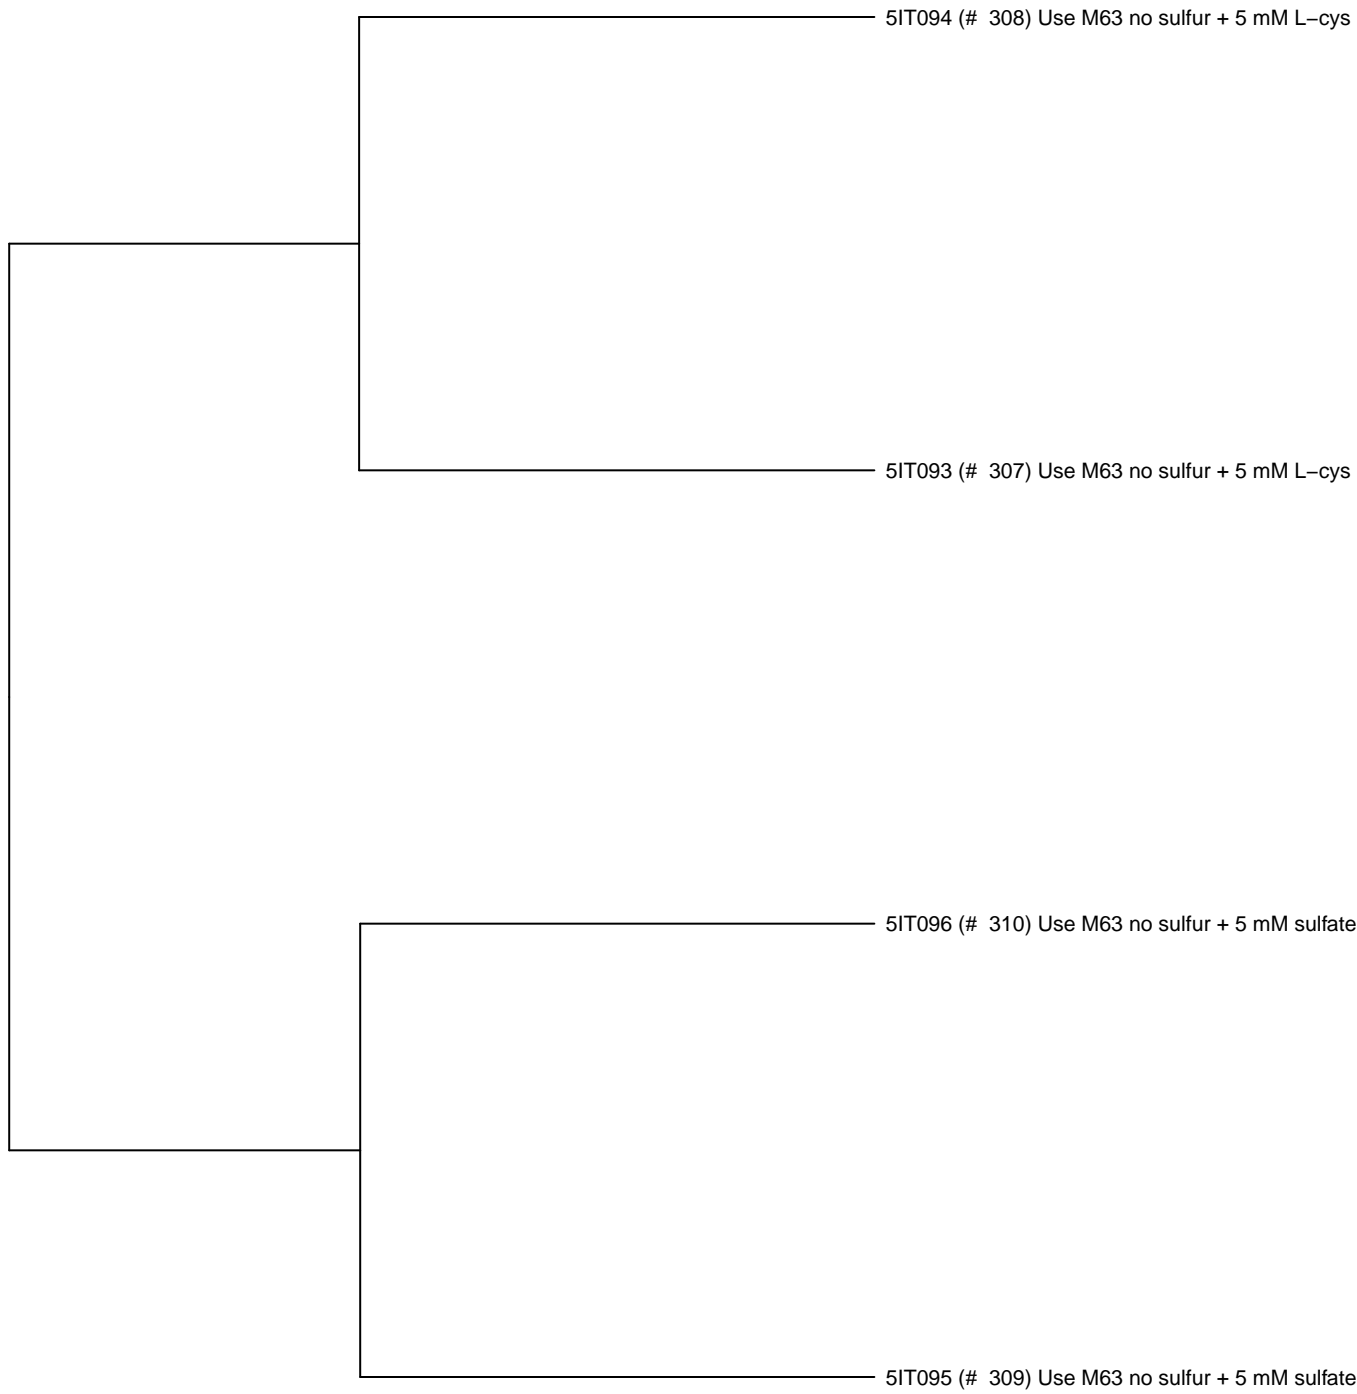 5IT094 (#  308) Use M63 no sulfur + 5 mM L−cys
5IT093 (#  307) Use M63 no sulfur + 5 mM L−cys
5IT096 (#  310) Use M63 no sulfur + 5 mM sulfate
5IT095 (#  309) Use M63 no sulfur + 5 mM sulfate